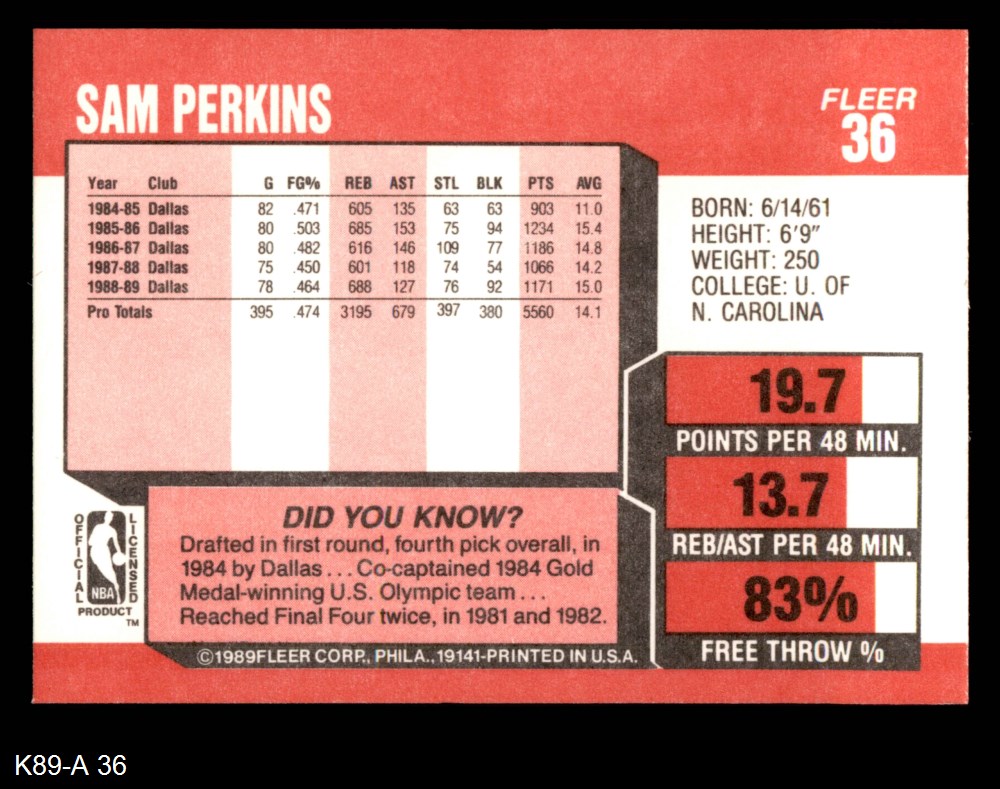 SAM PERKINS
FLEER
36
Year Club G FG% REB AST STL BLK PTS AVG
1984-85 Dallas 82 .471 605 135 63 63 903 11.0
1985-86 Dallas 80 .503 685 153 75 94 1234 15.4
1986-87 Dallas 80 .482 616 146 109 77 1186 14.8
1987-88 Dallas 75 .450 601 118 74 54 1066 14.2
1988-89 Dallas 78 .464 688 127 76 92 1171 15.0
Pro Totals 395 .474 3195 679 397 380 5560 14.1
BORN: 6/14/61
HEIGHT: 6'9"
WEIGHT: 250
COLLEGE: U. OF
N. CAROLINA
19.7
POINTS PER 48 MIN.
13.7
REB/AST PER 48 MIN.
83%
FREE THROW %
DID YOU KNOW?
Drafted in first round, fourth pick overall, in
1984 by Dallas... Co-captained 1984 Gold
Medal-winning U.S. Olympic team...
Reached Final Four twice, in 1981 and 1982.
OFFICIAL
NBA
LICENSED
PRODUCT
TM
©1989FLEER CORP., PHILA., 19141-PRINTED IN U.S.A.
K89-A 36